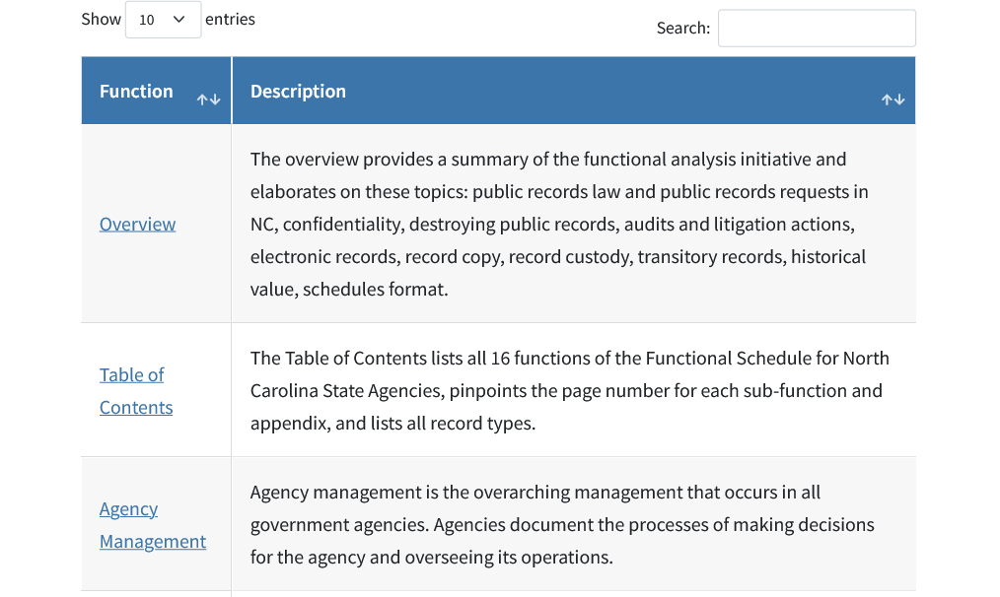 Show 10 entries
Search:
Function
Description
Overview
The overview provides a summary of the functional analysis initiative and
elaborates on these topics: public records law and public records requests in
NC, confidentiality, destroying public records, audits and litigation actions,
electronic records, record copy, record custody, transitory records, historical
value, schedules format.
Table of
Contents
The Table of Contents lists all 16 functions of the Functional Schedule for North
Carolina State Agencies, pinpoints the page number for each sub-function and
appendix, and lists all record types.
Agency
Management
Agency management is the overarching management that occurs in all
government agencies. Agencies document the processes of making decisions
for the agency and overseeing its operations.